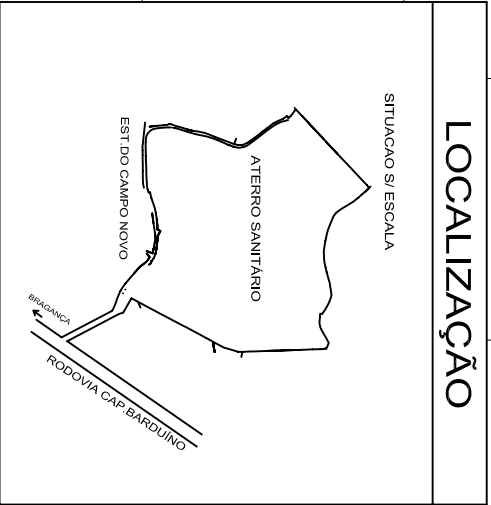 LOCALIZAÇÃO
SITUACAO S/ ESCALA
ATERRO SANITÁRIO
EST.DO CAMPO NOVO
BRAGANÇA
RODOVIA CAP.BARDUÍNO